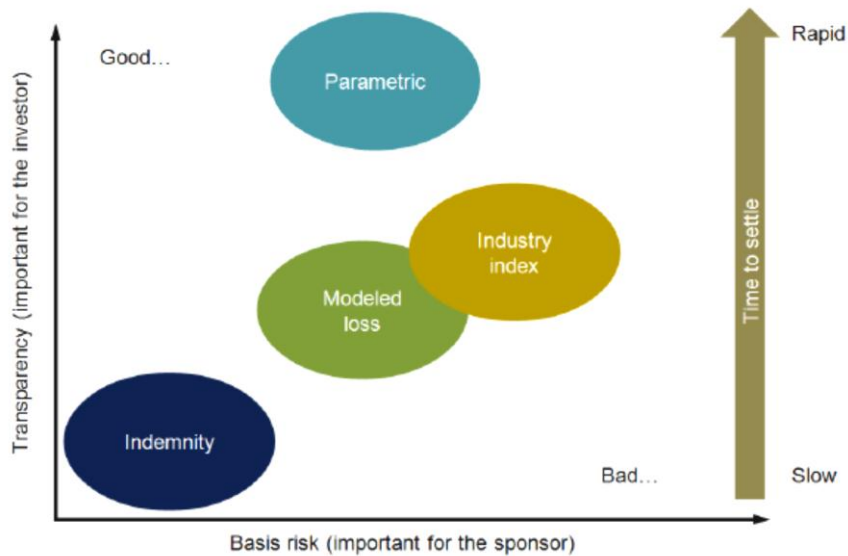 Good...
Parametric
Rapid
Transparency (important for the investor)
Industry
index
Modeled
loss
Time to settle
Indemnity
Bad...
Slow
Basis risk (important for the sponsor)